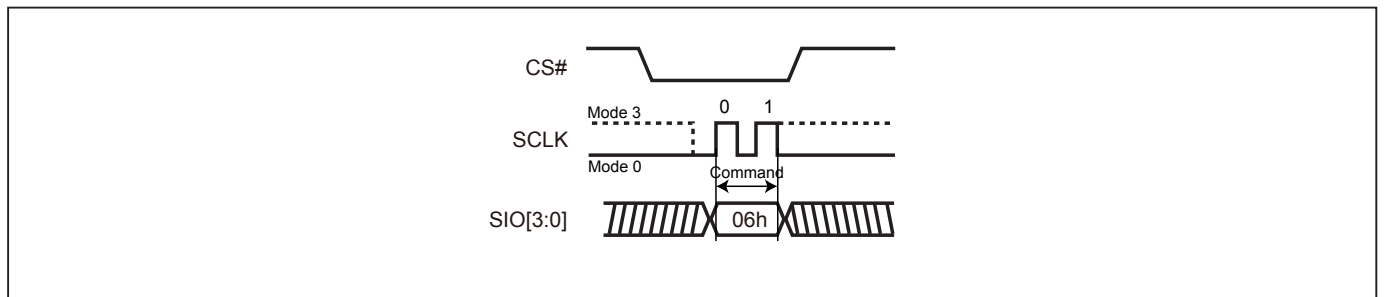 CS#
Mode 3
0 1
SCLK
Mode 0
Command
SIO[3:0]
06h